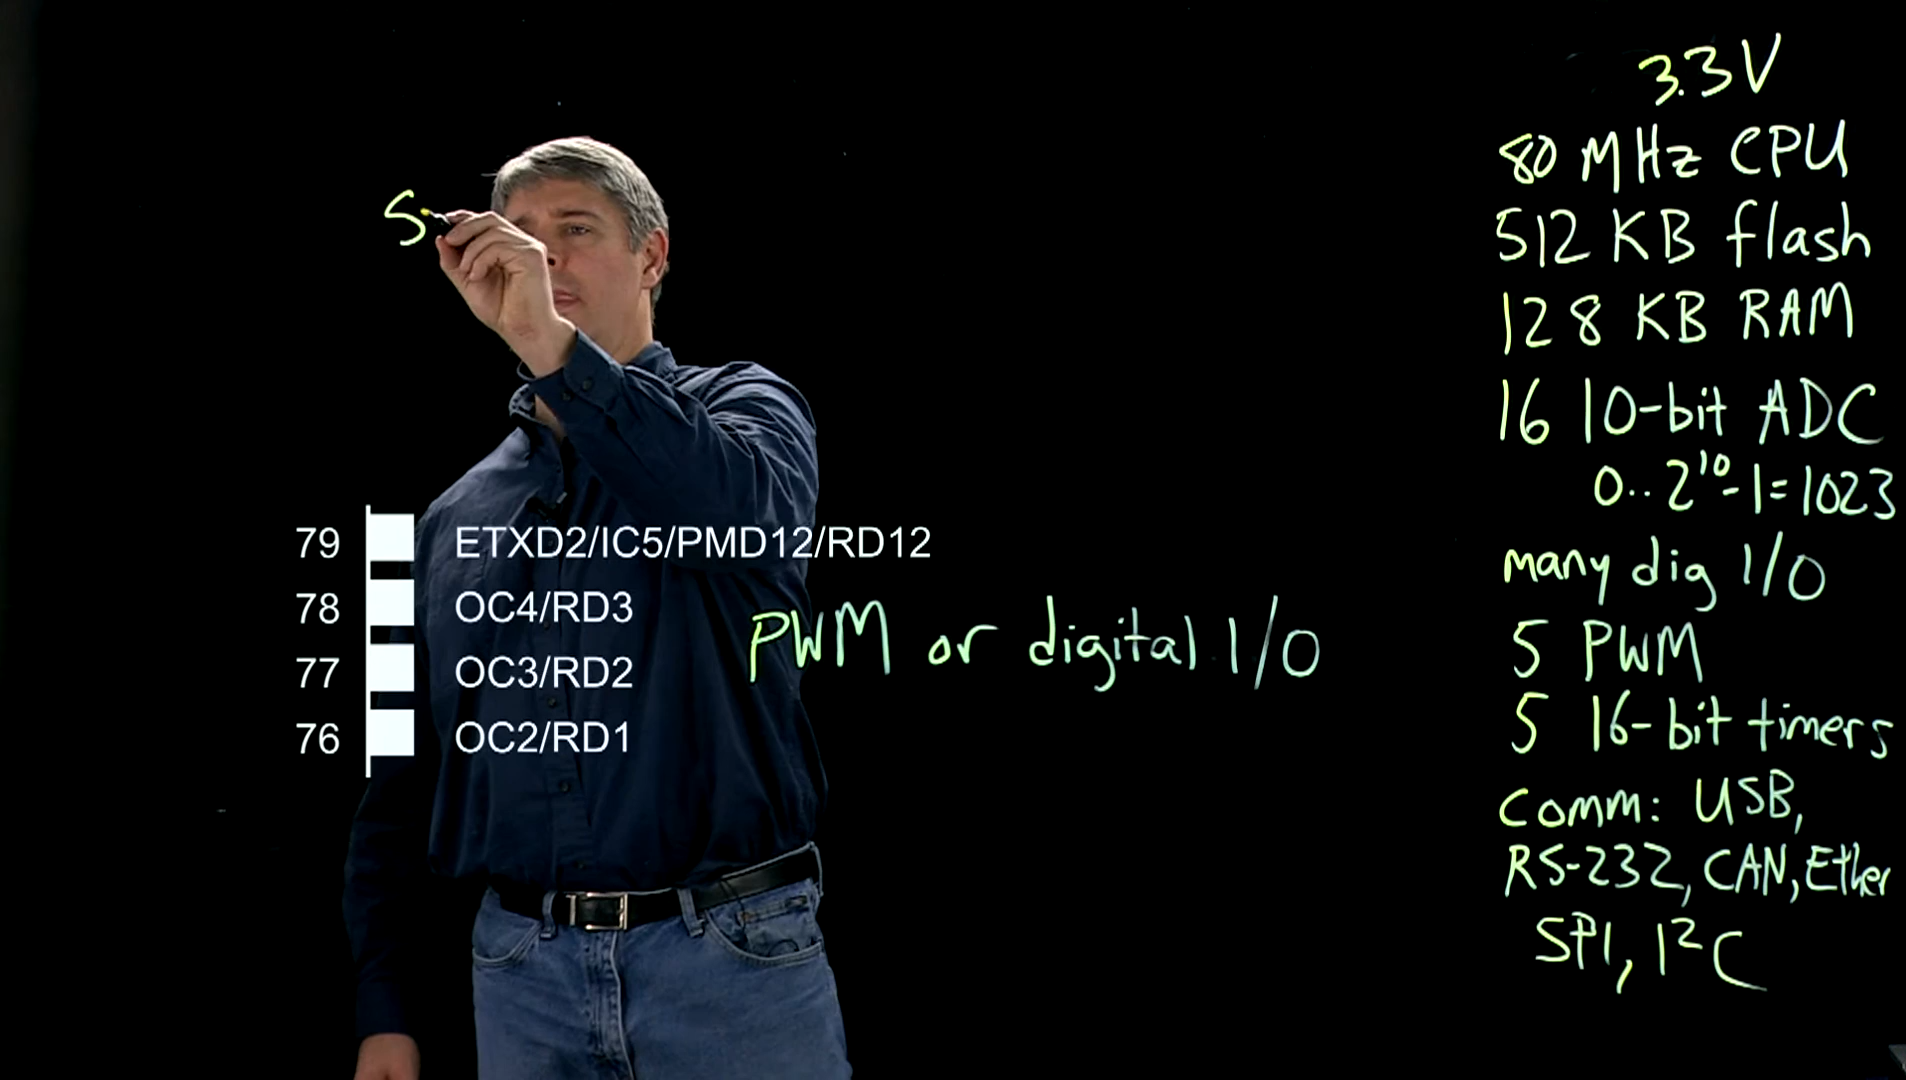 S
79 ETXD2/IC5/PMD12/RD12
78 OC4/RD3
77 OC3/RD2
76 OC2/RD1
PWM or digital I/O
3.3V
80 MHz CPU
512 KB flash
128 KB RAM
16 10-bit ADC
0..2¹⁰-1=1023
many dig I/O
5 PWM
5 16-bit timers
Comm: USB,
RS-232, CAN, Ether
SPI, I²C